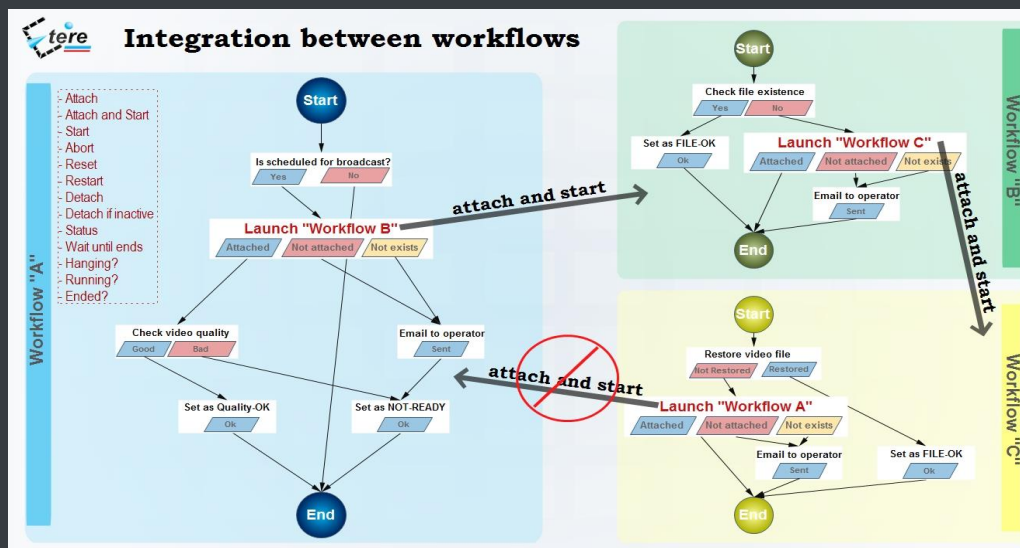 Etere
Integration between workflows
Workflow "A"
- Attach
- Attach and Start
- Start
- Abort
- Reset
- Restart
- Detach
- Detach if inactive
- Status
- Wait until ends
- Hanging?
- Running?
- Ended?
Start
Is scheduled for broadcast?
Yes No
Launch "Workflow B"
Attached Not attached Not exists
Check video quality
Good Bad
Email to operator
Sent
Set as Quality-OK
Ok
Set as NOT-READY
Ok
End
attach and start
Workflow "B"
Start
Check file existence
Yes No
Set as FILE-OK
Ok
Launch "Workflow C"
Attached Not attached Not exists
Email to operator
Sent
End
attach and start
Workflow "C"
Start
Restore video file
Not Restored Restored
Launch "Workflow A"
Attached Not attached Not exists
Email to operator
Sent
Set as FILE-OK
Ok
End
attach and start